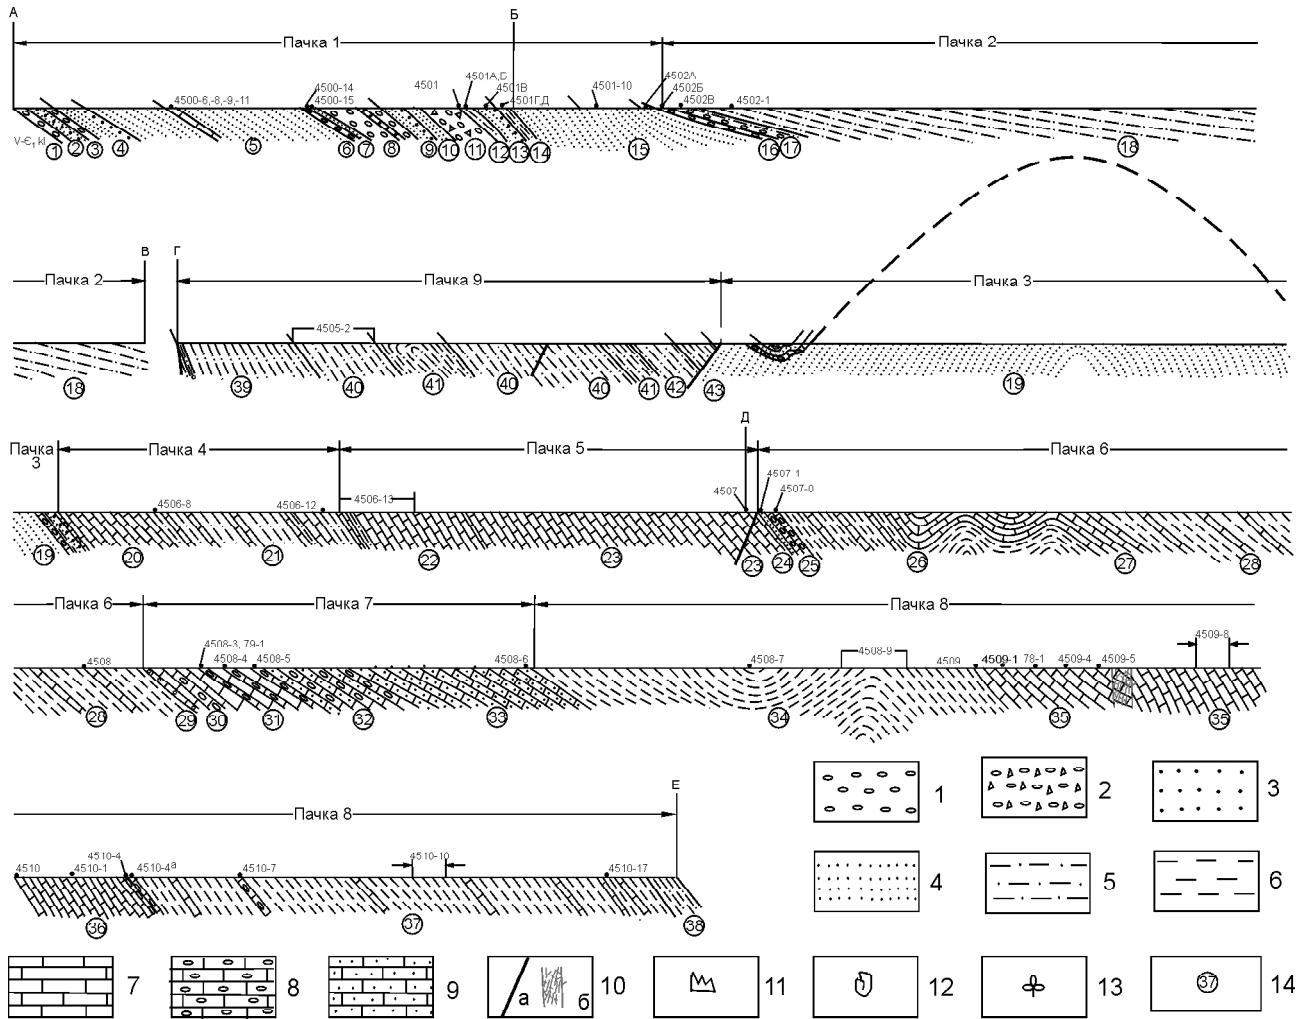 А Б
Пачка 1 Пачка 2
4500-6,-8,-9,-11 4500-14 4500-15 4501 4501А,Б 4501В 4501Г,Д 4501-10 4502А 4502Б 4502В 4502-1
V-Є₁ kl 1 2 3 4 5 6 7 8 9 10 11 12 13 14 15 16 17 18
В Г
Пачка 2 Пачка 9 Пачка 3
4505-2
18 39 40 41 40 40 41 42 43 19
Д
Пачка 3 Пачка 4 Пачка 5 Пачка 6
4506-8 4506-12 4506-13 4507 4507-1 4507-0
19 20 21 22 23 23 24 25 26 27 28
Пачка 6 Пачка 7 Пачка 8
4508 4508-3, 79-1 4508-4 4508-5 4508-6 4508-7 4508-9 4509 4509-1 78-1 4509-4 4509-5 4509-8
28 29 30 31 32 33 34 35 35
Е
Пачка 8
4510 4510-1 4510-4 4510-4а 4510-7 4510-10 4510-17
36 37 38
1 2 3
4 5 6
7 8 9 а б 10 11 12 13 37 14